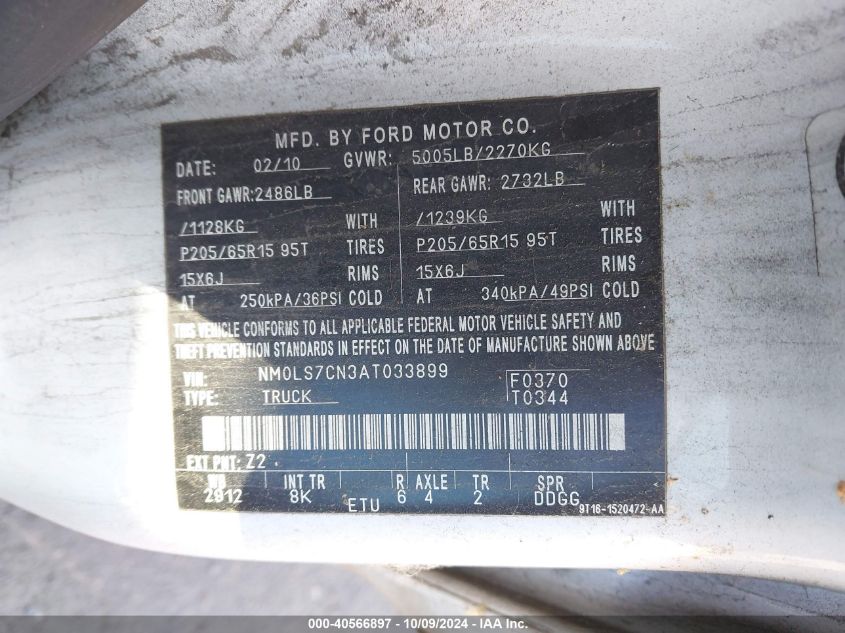 MFD. BY FORD MOTOR CO.
DATE: 02/10 GVWR: 5005LB/2270KG
FRONT GAWR:2486LB REAR GAWR: 2732LB
/1128KG WITH /1239KG WITH
P205/65R15 95T TIRES P205/65R15 95T TIRES
15X6J RIMS 15X6J RIMS
AT 250kPA/36PSI COLD AT 340kPA/49PSI COLD
THIS VEHICLE CONFORMS TO ALL APPLICABLE FEDERAL MOTOR VEHICLE SAFETY AND
THEFT PREVENTION STANDARDS IN EFFECT ON THE DATE OF MANUFACTURE SHOWN ABOVE
VIN: NM0LS7CN3AT033899 F0370
TYPE: TRUCK T0344
EXT PNT: Z2
WB INT TR R AXLE TR SPR
2912 8K 6 4 2 DDGG
ETU 9T16-1520472-AA
000-40566897 - 10/09/2024 - IAAI Inc.